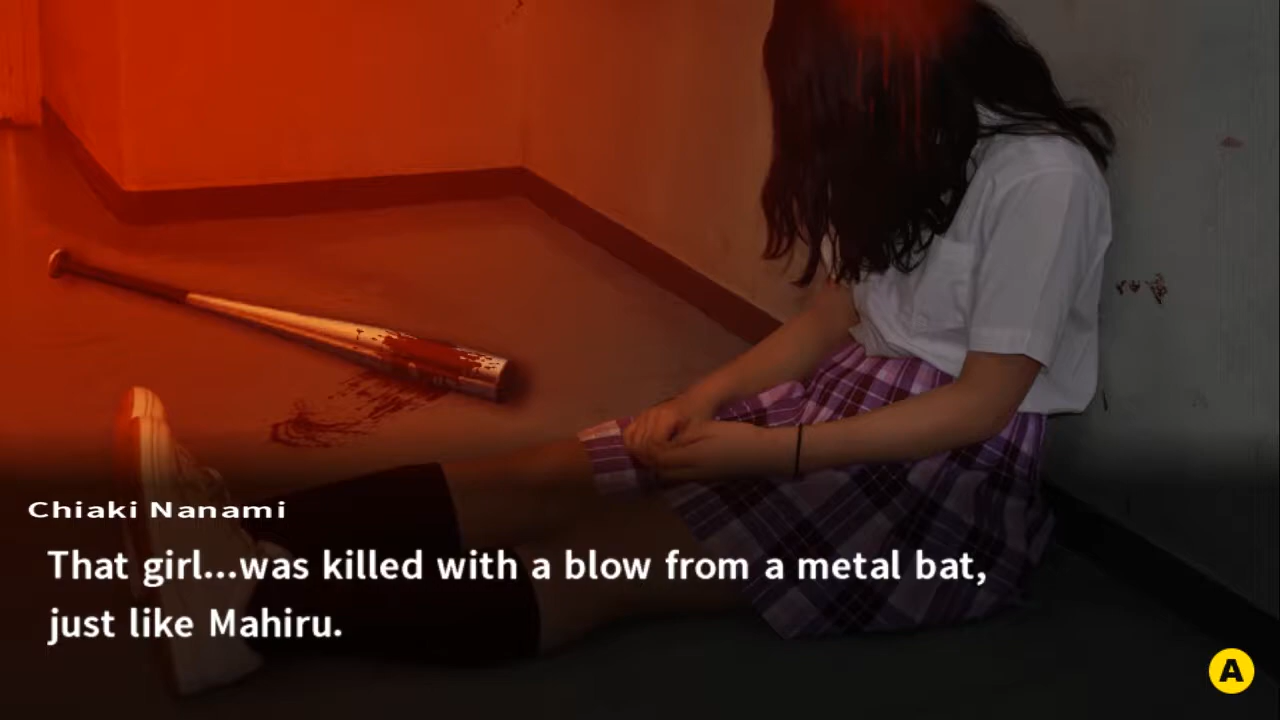 Chiaki Nanami
That girl...was killed with a blow from a metal bat,
just like Mahiru.
A